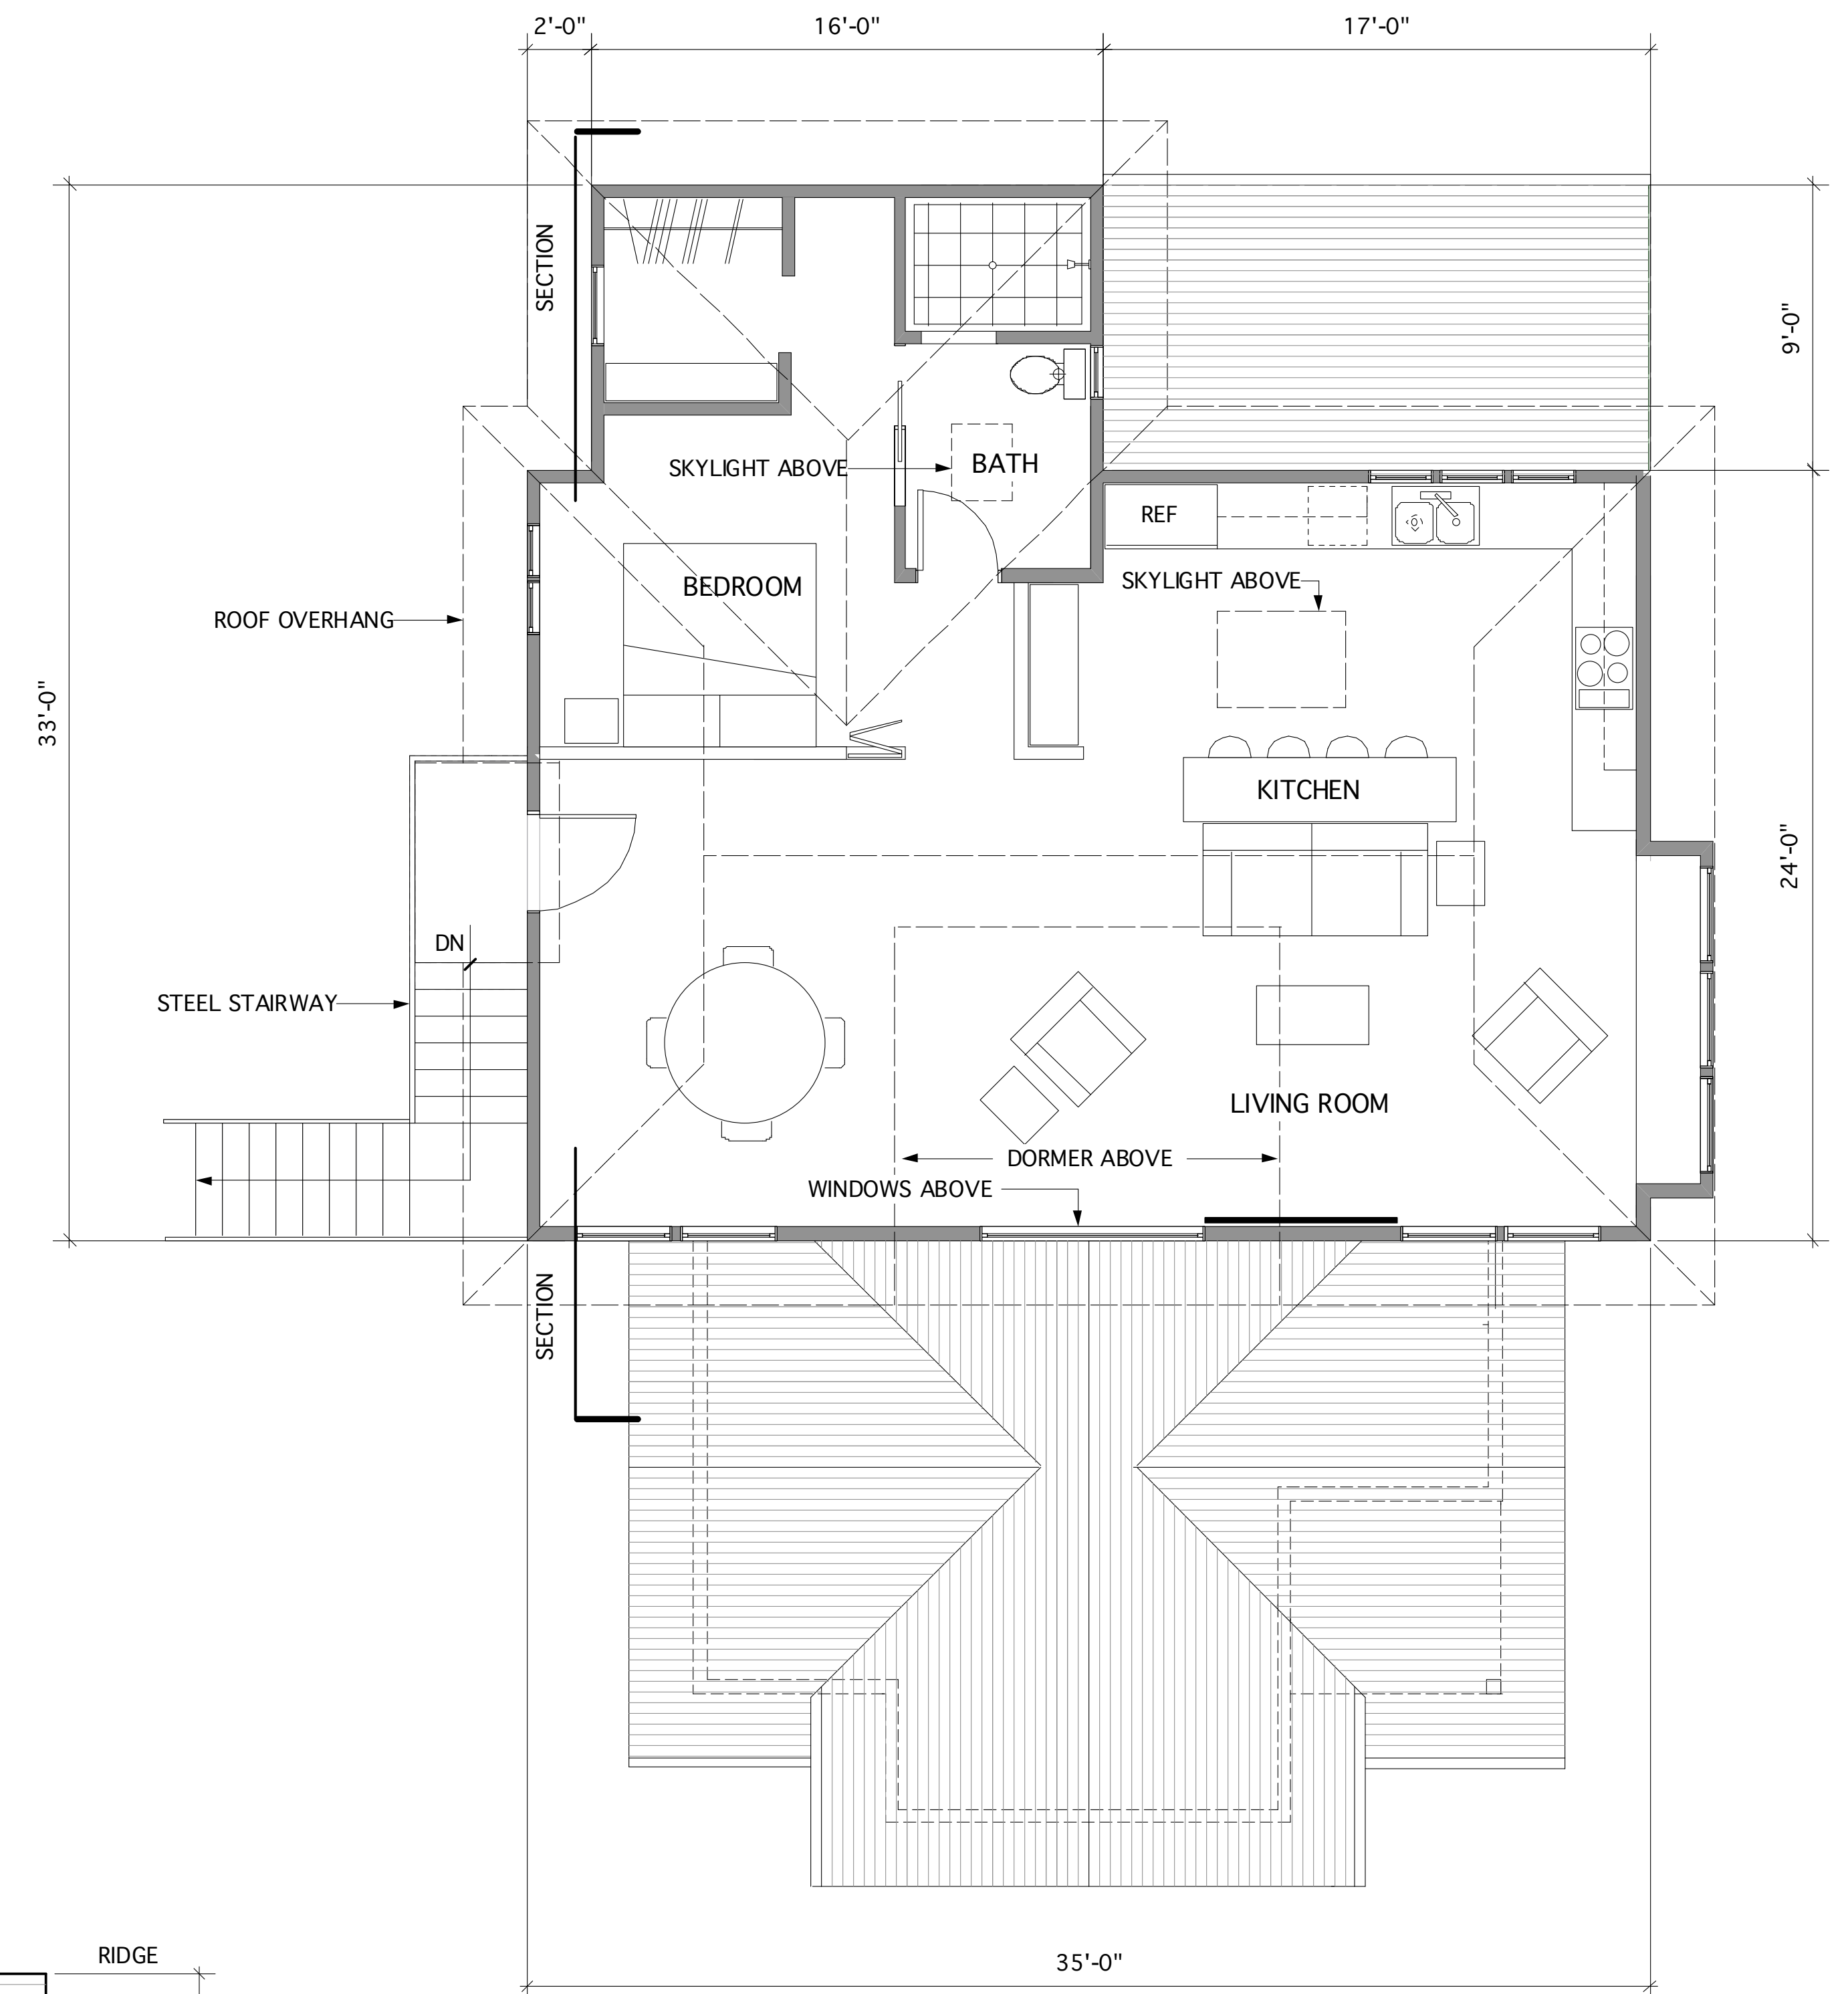 2'-0"
16'-0"
17'-0"
SECTION
9'-0"
SKYLIGHT ABOVE
BATH
REF
SKYLIGHT ABOVE
BEDROOM
ROOF OVERHANG
33'-0"
KITCHEN
24'-0"
DN
STEEL STAIRWAY
LIVING ROOM
DORMER ABOVE
WINDOWS ABOVE
SECTION
RIDGE
35'-0"